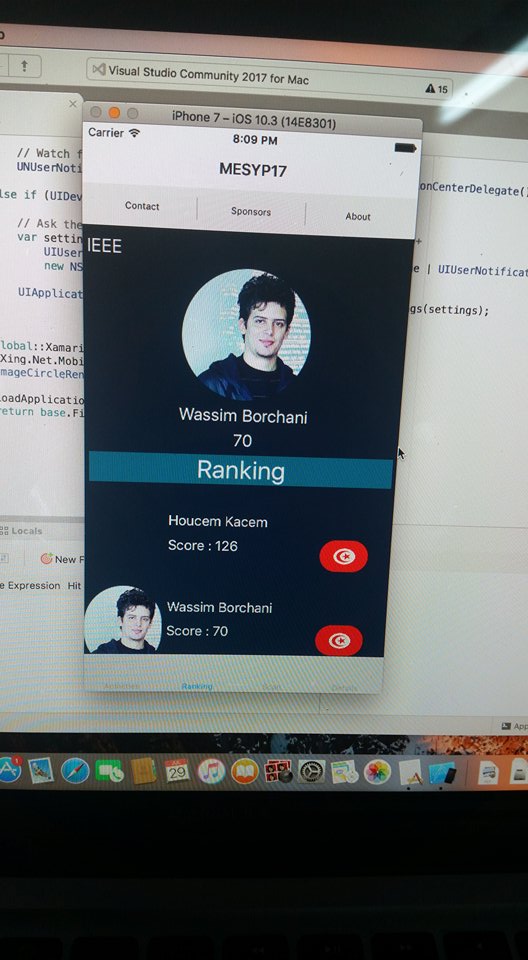 Visual Studio Community 2017 for Mac
15
iPhone 7 – iOS 10.3 (14E8301)
Carrier
8:09 PM
MESYP17
Contact
Sponsors
About
IEEE
Wassim Borchani
70
Ranking
Houcem Kacem
Score : 126
Wassim Borchani
Score : 70
Ranking
// Watch f
UNUserNoti
lse if (UIDev
// Ask the
var settin
UIUser
new NS
UIApplicat
lobal::Xamari
Xing.Net.Mobi
mageCircleRen
LoadApplicatio
return base.Fi
onCenterDelegate()
e | UIUserNotificat
gs(settings);
Locals
New F
e Expression Hit
App
JUL
29
1